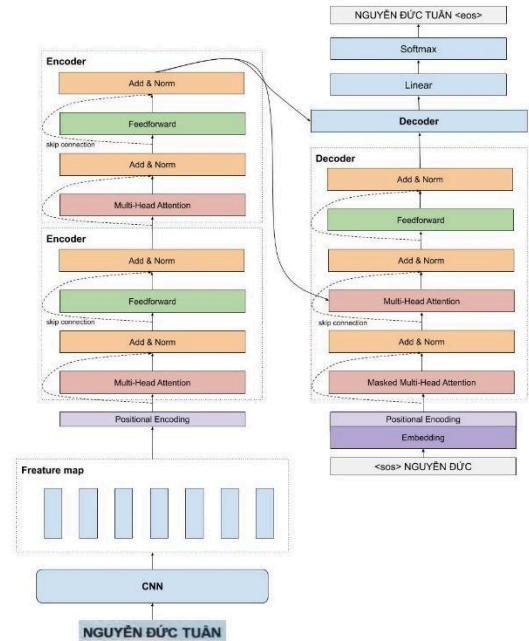 NGUYỄN ĐỨC TUÂN <eos>
Softmax
Linear
Decoder
Encoder
Add & Norm
Feedforward
skip connection
Add & Norm
Multi-Head Attention
Encoder
Add & Norm
Feedforward
skip connection
Add & Norm
Multi-Head Attention
Positional Encoding
Freature map
CNN
NGUYỄN ĐỨC TUÂN
Decoder
Add & Norm
Feedforward
Add & Norm
Multi-Head Attention
skip connection
Add & Norm
Masked Multi-Head Attention
Positional Encoding
Embedding
<sos> NGUYỄN ĐỨC